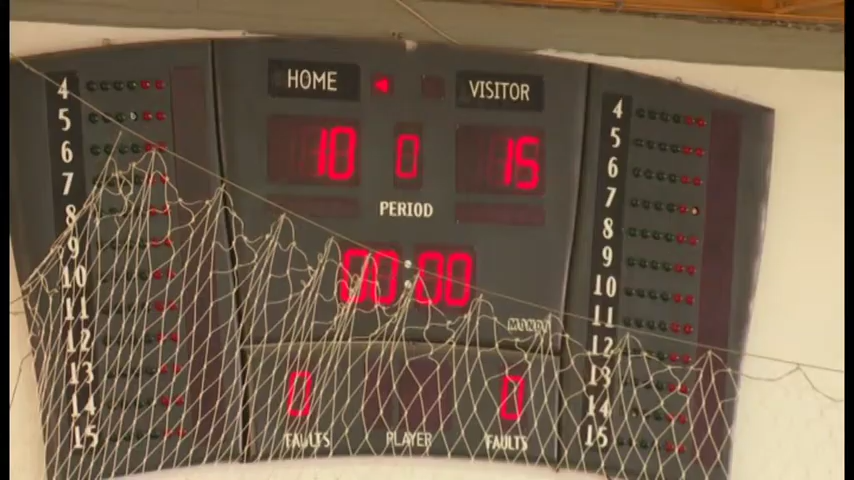 HOME VISITOR
10 0 15
PERIOD
00:00
MONDO
0 0
FAULTS PLAYER FAULTS
4 4
5 5
6 6
7 7
8 8
9 9
10 10
11 11
12 12
13 13
14 14
15 15